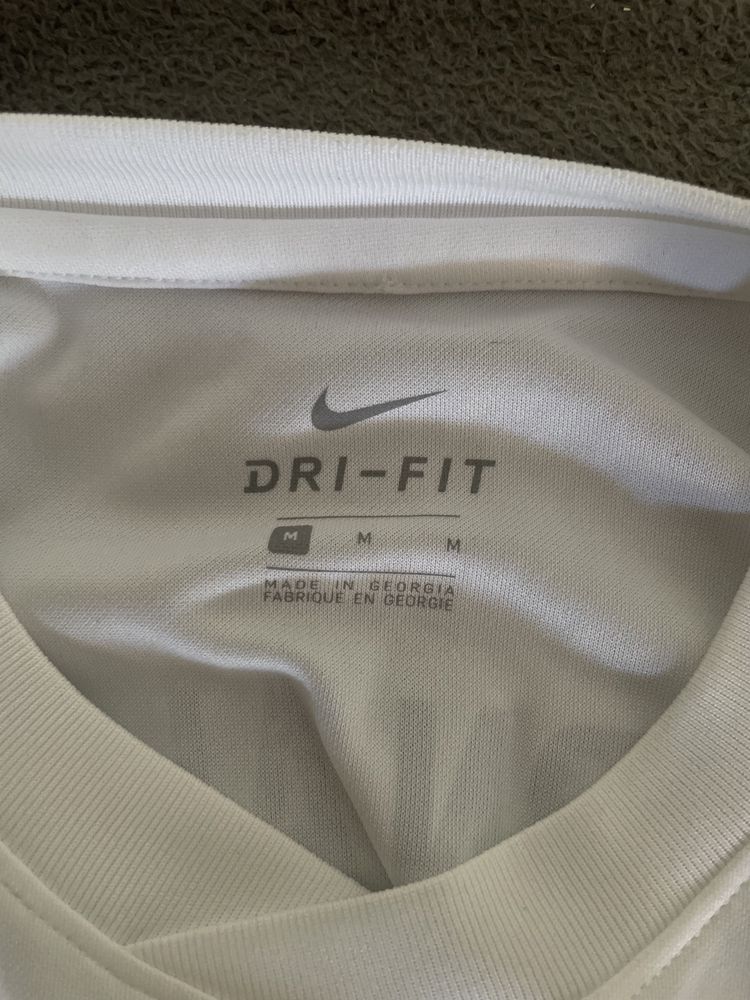 DRI-FIT
M M M
MADE IN GEORGIA
FABRIQUE EN GEORGIE